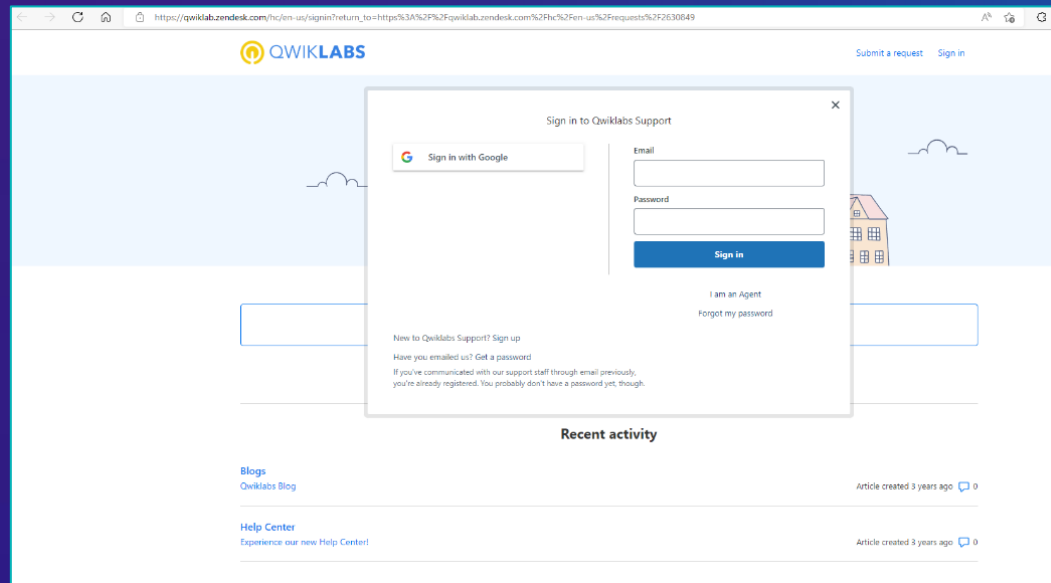 https://qwiklab.zendesk.com/hc/en-us/signin?return_to=https%3A%2F%2Fqwiklab.zendesk.com%2Fhc%2Fen-us%2Frequests%2F2630849
QWIKLABS
Submit a request Sign in
Sign in to Qwiklabs Support
Sign in with Google
Email
Password
Sign in
I am an Agent
Forgot my password
New to Qwiklabs Support? Sign up
Have you emailed us? Get a password
If you've communicated with our support staff through email previously,
you're already registered. You probably don't have a password yet, though.
Recent activity
Blogs
Qwiklabs Blog
Article created 3 years ago 0
Help Center
Experience our new Help Center!
Article created 3 years ago 0